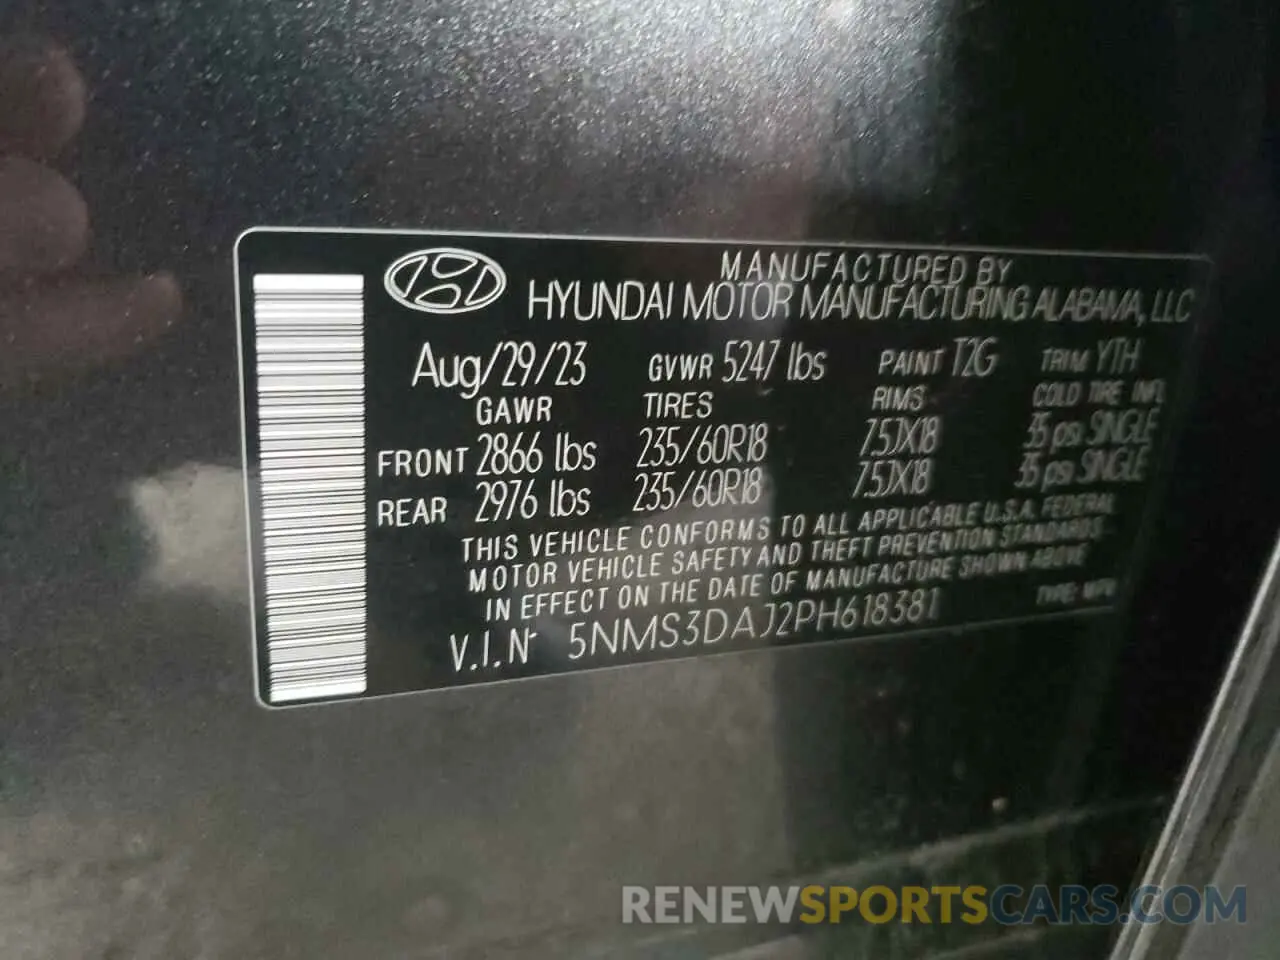 MANUFACTURED BY
HYUNDAI MOTOR MANUFACTURING ALABAMA, LLC
Aug/29/23 GVWR 5247 lbs PAINT T2G TRIM YTH
GAWR TIRES RIMS COLD TIRE INFL
FRONT 2866 lbs 235/60R18 7.5JX18 35 psi SINGLE
REAR 2976 lbs 235/60R18 7.5JX18 35 psi SINGLE
THIS VEHICLE CONFORMS TO ALL APPLICABLE U.S.A. FEDERAL
MOTOR VEHICLE SAFETY AND THEFT PREVENTION STANDARDS
IN EFFECT ON THE DATE OF MANUFACTURE SHOWN ABOVE
V.I.N 5NMS3DAJ2PH618381 TYPE: MPV
RENEWSPORTSCARS.COM